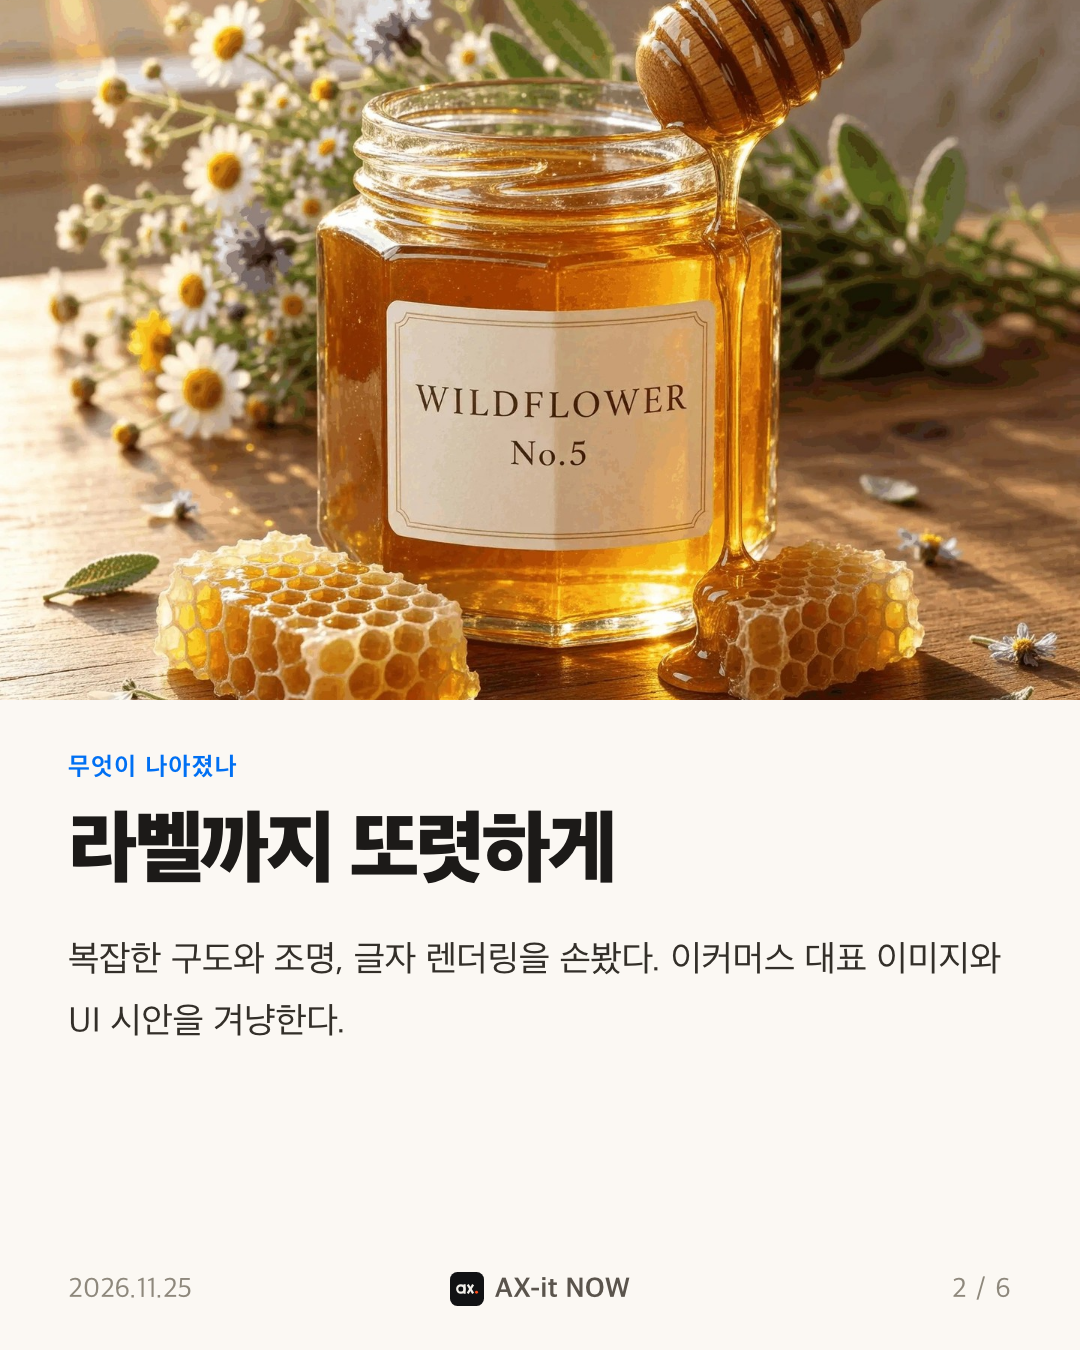 WILDFLOWER
No.5
무엇이 나아졌나
라벨까지 또렷하게
복잡한 구도와 조명, 글자 렌더링을 손봤다. 이커머스 대표 이미지와
UI 시안을 겨냥한다.
2026.11.25
ax.
AX-it NOW
2 / 6